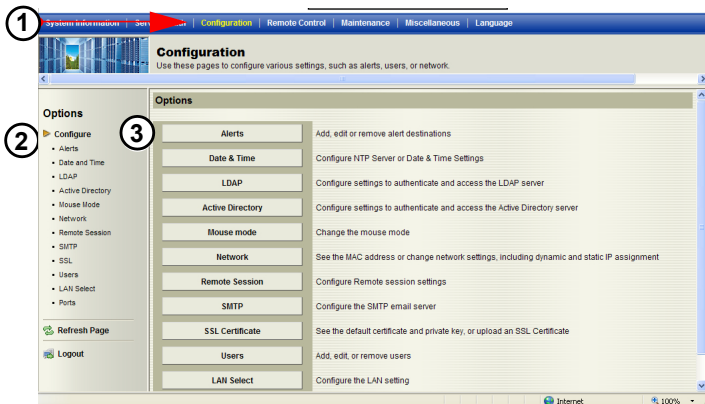 1
System Information | Ser | Configuration | Remote Control | Maintenance | Miscellaneous | Language
Configuration
Use these pages to configure various settings, such as alerts, users, or network.
Options
2
Configure
• Alerts
• Date and Time
• LDAP
• Active Directory
• Mouse Mode
• Network
• Remote Session
• SMTP
• SSL
• Users
• LAN Select
• Ports
Refresh Page
Logout
Options
3
Alerts Add, edit or remove alert destinations
Date & Time Configure NTP Server or Date & Time Settings
LDAP Configure settings to authenticate and access the LDAP server
Active Directory Configure settings to authenticate and access the Active Directory server
Mouse mode Change the mouse mode
Network See the MAC address or change network settings, including dynamic and static IP assignment
Remote Session Configure Remote session settings
SMTP Configure the SMTP email server
SSL Certificate See the default certificate and private key, or upload an SSL Certificate
Users Add, edit, or remove users
LAN Select Configure the LAN setting
Internet 100%